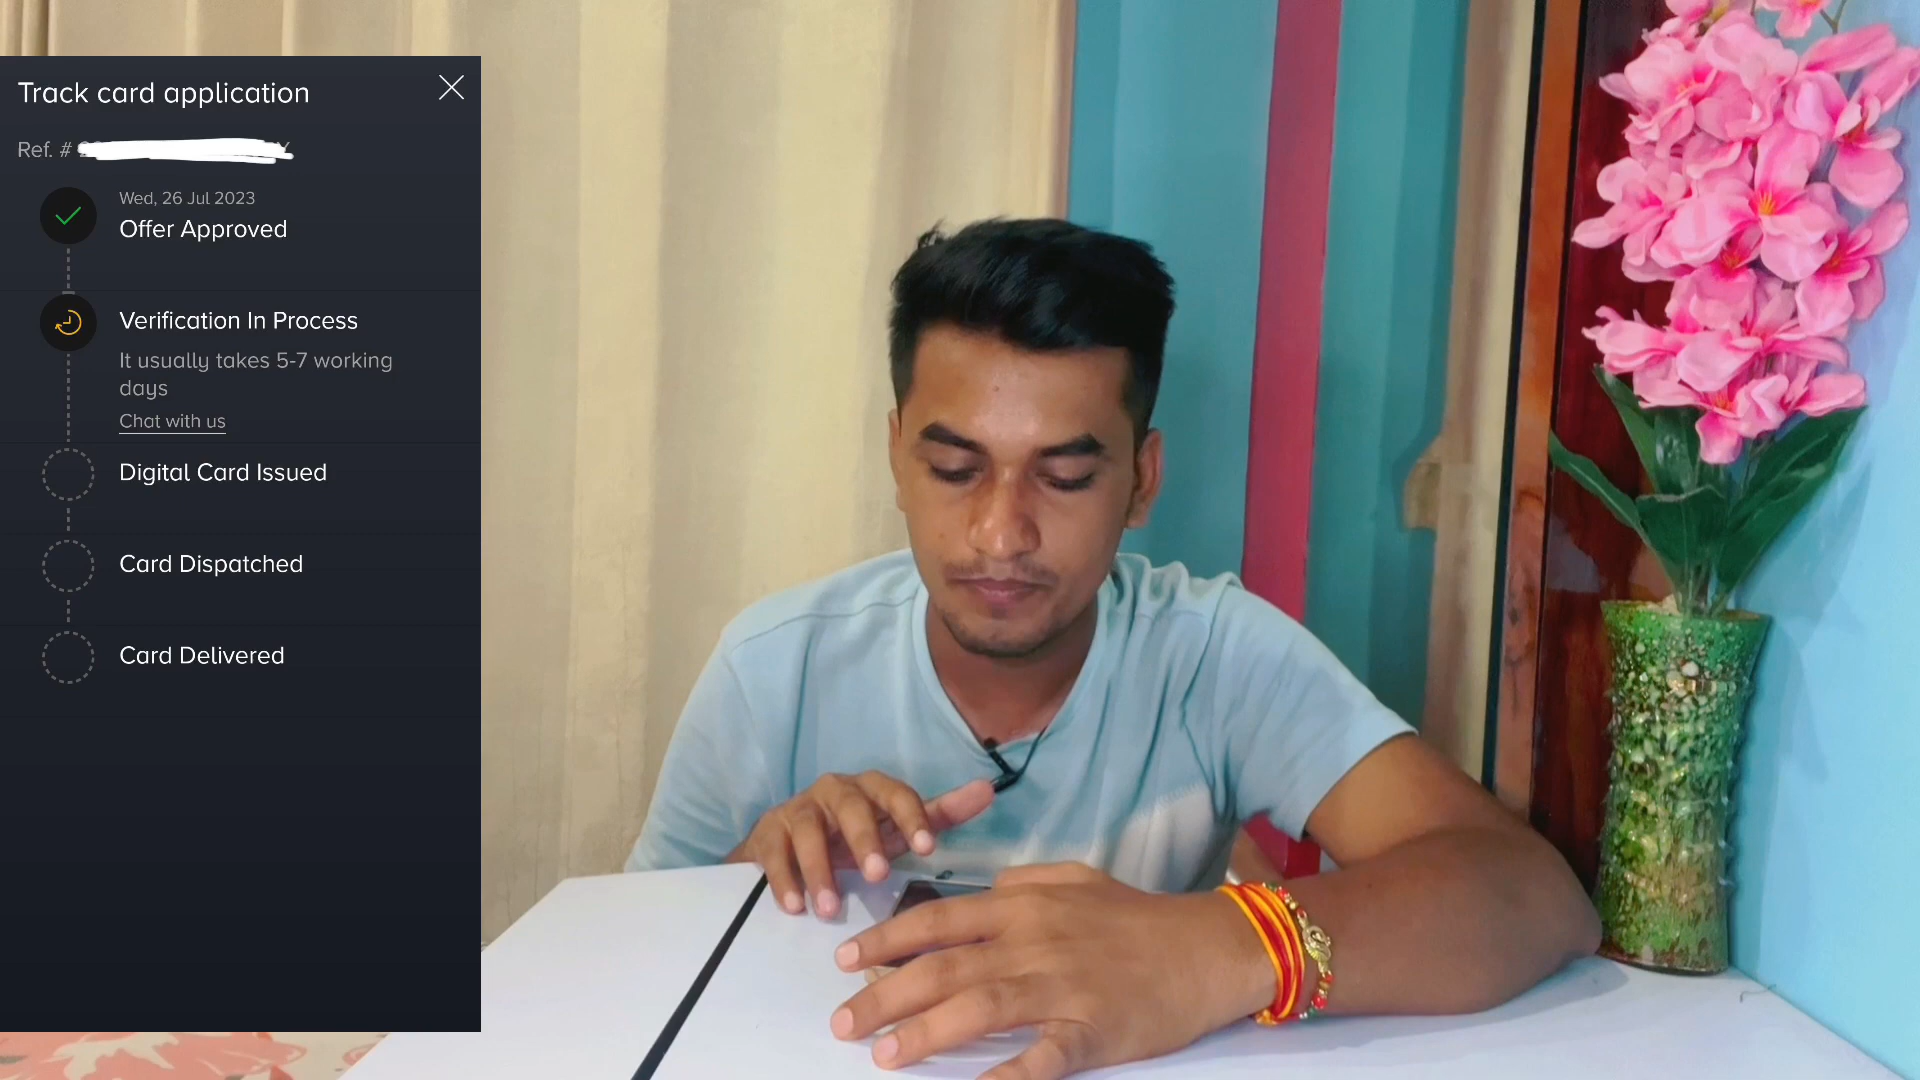 Track card application
Ref. #
Wed, 26 Jul 2023
Offer Approved
Verification In Process
It usually takes 5-7 working
days
Chat with us
Digital Card Issued
Card Dispatched
Card Delivered